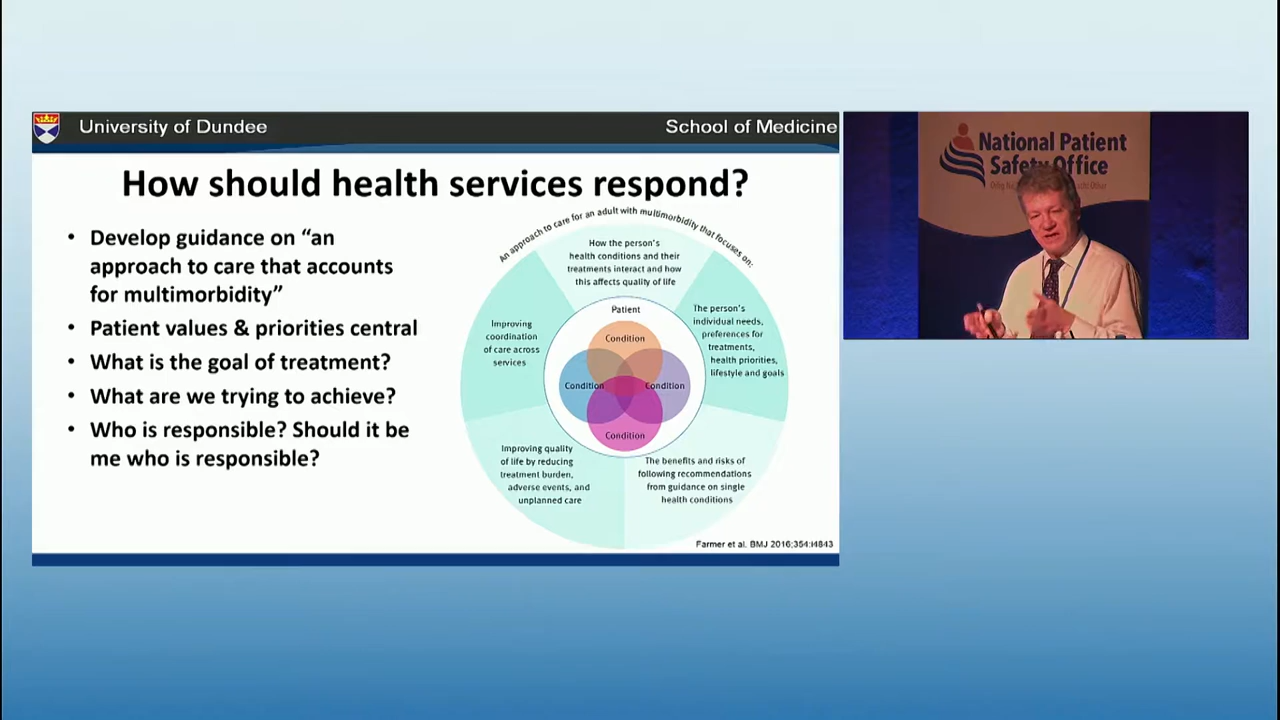 University of Dundee
School of Medicine
How should health services respond?
• Develop guidance on “an
approach to care that accounts
for multimorbidity”
• Patient values & priorities central
• What is the goal of treatment?
• What are we trying to achieve?
• Who is responsible? Should it be
me who is responsible?
An approach to care for an adult with multimorbidity that focuses on:
How the person's
health conditions and their
treatments interact and how
this affects quality of life
The person's
individual needs,
preferences for
treatments,
health priorities,
lifestyle and goals
The benefits and risks of
following recommendations
from guidance on single
health conditions
Improving quality
of life by reducing
treatment burden,
adverse events, and
unplanned care
Improving
coordination
of care across
services
Patient
Condition
Condition
Condition
Condition
Farmer et al. BMJ 2016;354:i4843
National Patient
Safety Office